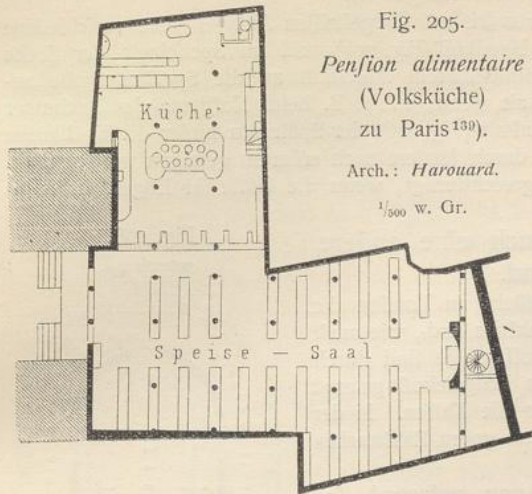 Fig. 205.
Penſion alimentaire
(Volksküche)
zu Paris ¹³⁹).
Arch.: Harouard.
¹/₅₀₀ w. Gr.
Küche
Speise — Saal